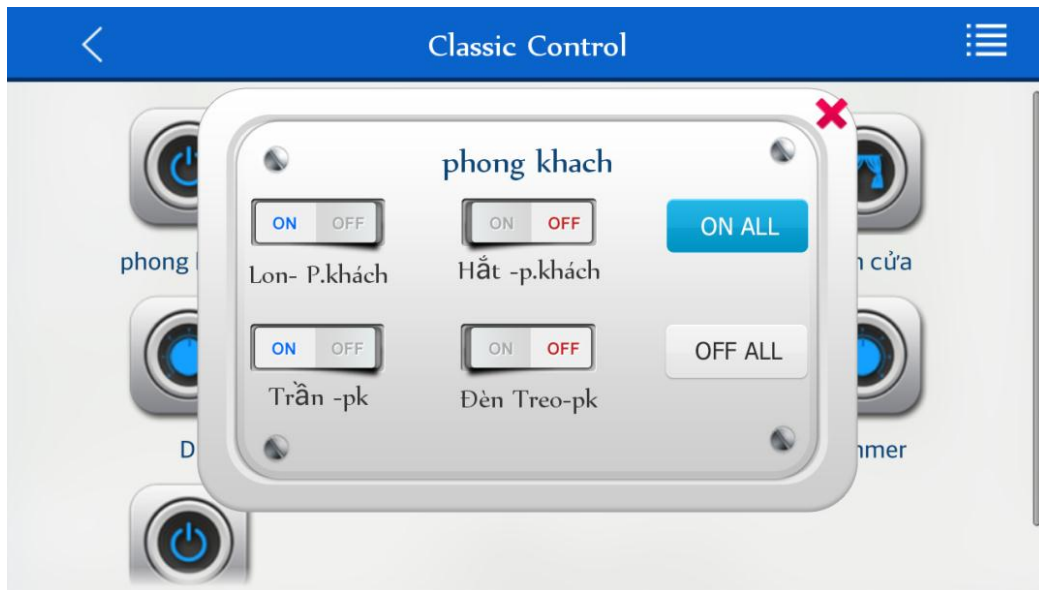 Classic Control
phong khach
ON OFF
ON OFF
ON ALL
Lon- P.khách
Hắt -p.khách
ON OFF
ON OFF
OFF ALL
Trần -pk
Đèn Treo-pk
phong
cửa
D
mmer